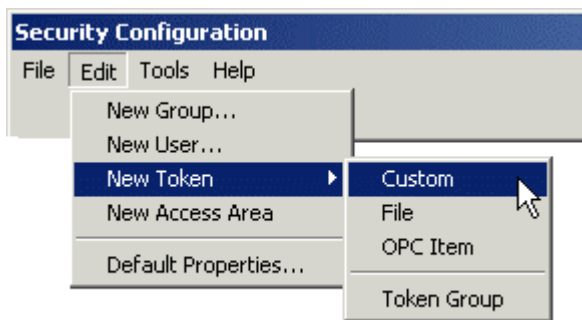 Security Configuration
File Edit Tools Help
New Group...
New User...
New Token
New Access Area
Default Properties...
Custom
File
OPC Item
Token Group